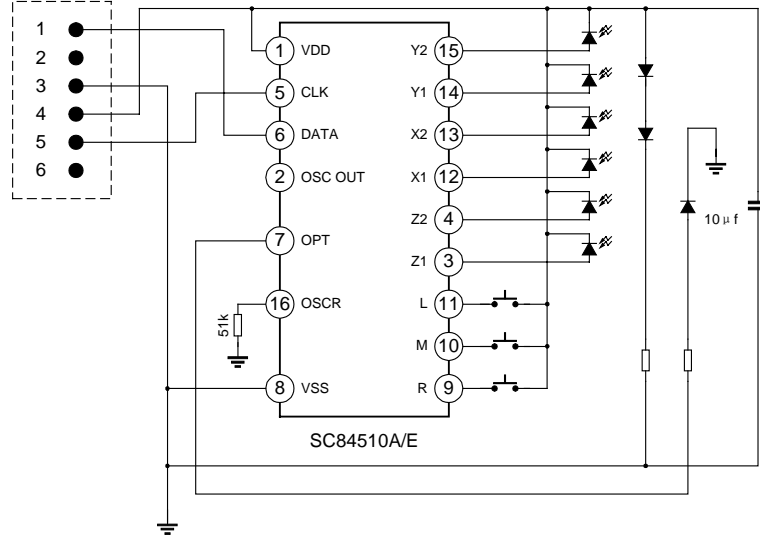 1 1 VDD Y2 15
2
3 5 CLK Y1 14
4
5 6 DATA X2 13
6 2 OSC OUT X1 12
Z2 4
10μf
7 OPT
Z1 3
16 OSCR L 11
51k
M 10
8 VSS R 9
SC84510A/E